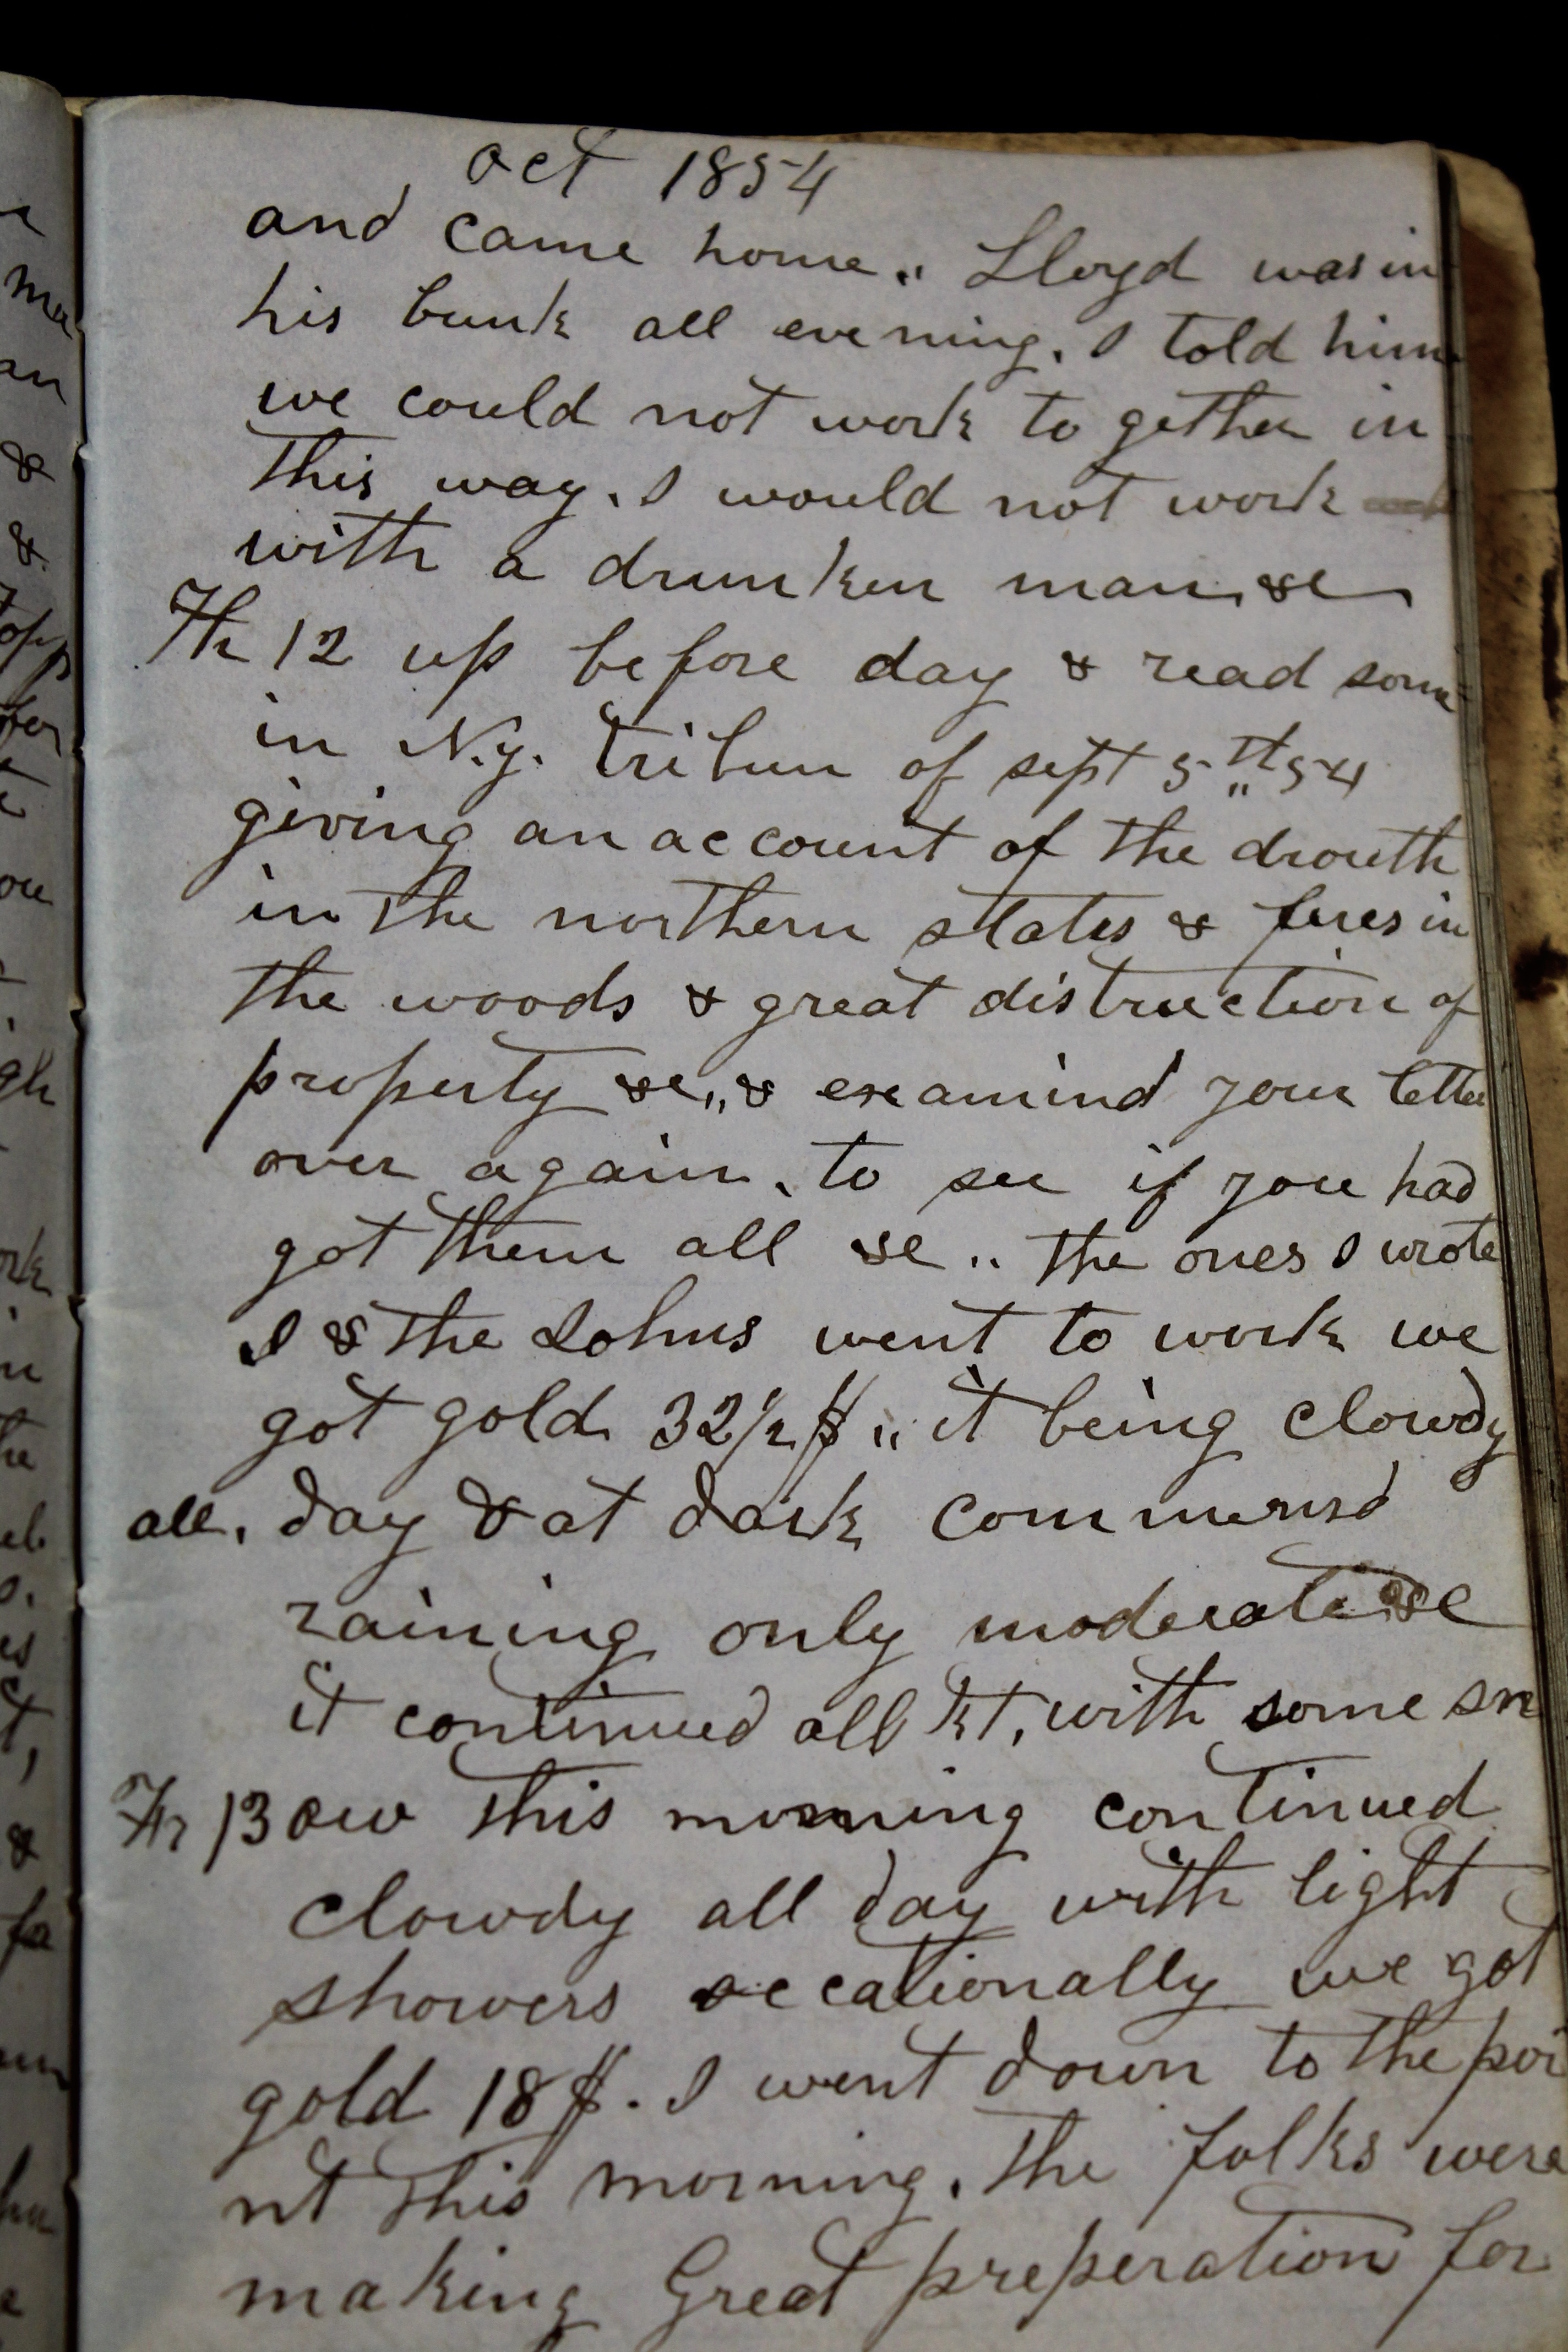 oct 1854
and came home. „ Lloyd was in
his bunk all evening. I told him
we could not work to gether in
this way. I would not work
with a drunken man. &c
Th 12 up before day & read some
in N.y. tribun of sept 5th „ 54
giving an account of the drouth
in the northern states & fires in
the woods & great distruction of
property &c „ & examind your letter
over again. to see if you had
got them all &c .. the ones I wrote
I & the Johns went to work we
got gold 32 1/2 $ „ it being clowdy
all. day & at dark commensd
raining only moderate &c
it continued all kt, with some sn
Fr 13 ow this morning continued
clowdy all day with light
showers occationally we got
gold 18 $. I went down to the poi
nt this morning. the folks were
making Great preperation for